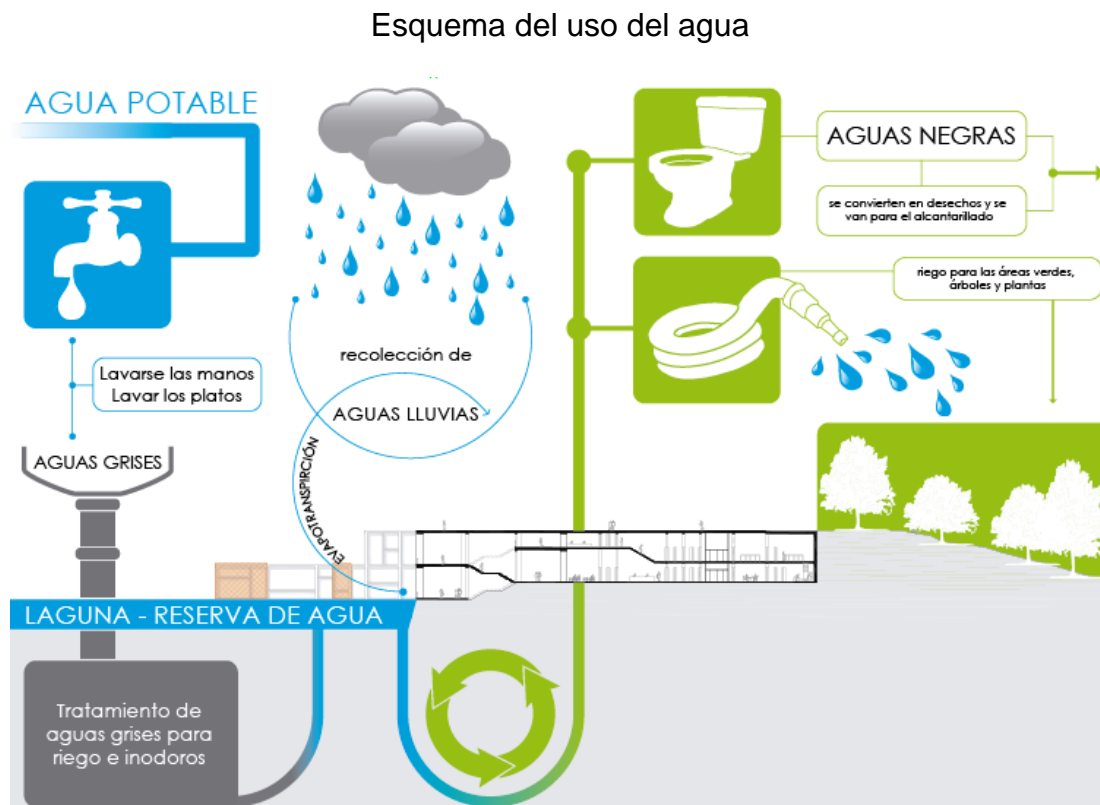 Esquema del uso del agua
AGUA POTABLE
Lavarse las manos
Lavar los platos
AGUAS GRISES
Tratamiento de
aguas grises para
riego e inodoros
LAGUNA - RESERVA DE AGUA
recolección de
AGUAS LLUVIAS
EVAPOTRANSPIRCIÓN
AGUAS NEGRAS
se convierten en desechos y se
van para el alcantarillado
riego para las áreas verdes,
árboles y plantas